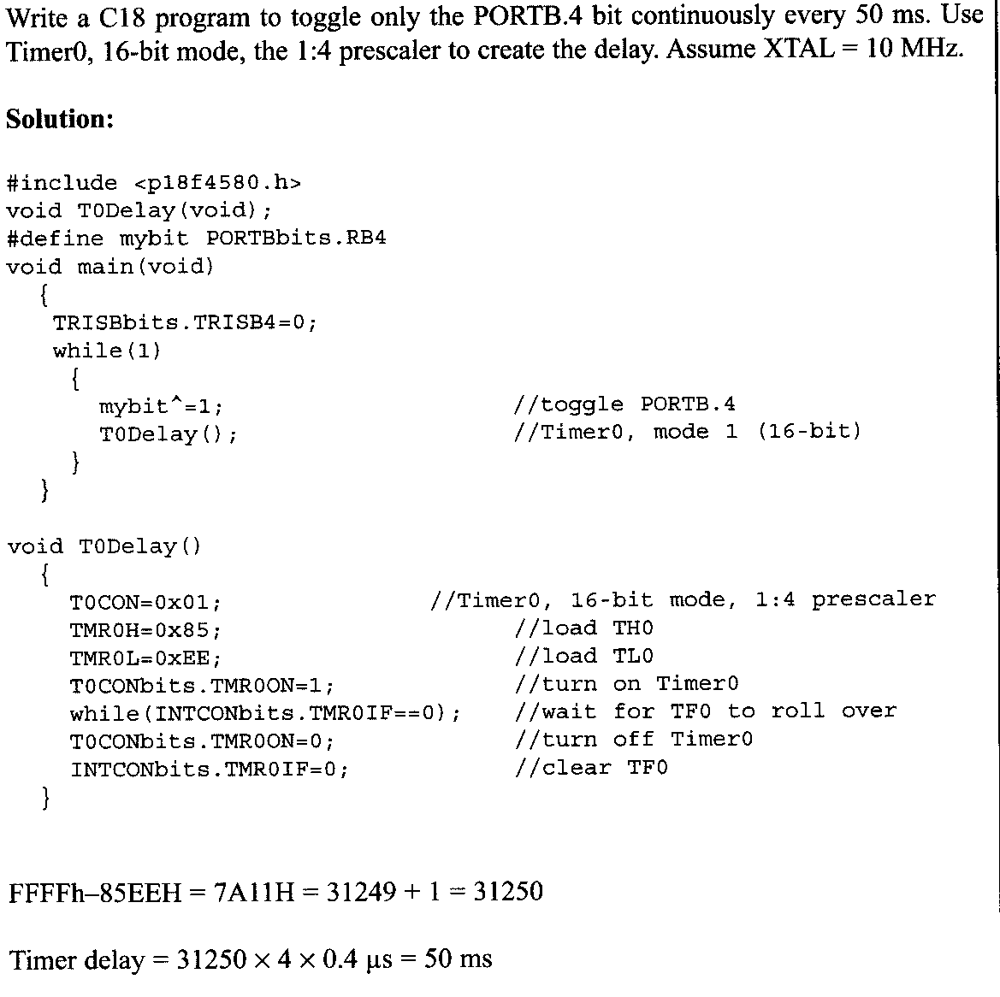 Write a C18 program to toggle only the PORTB.4 bit continuously every 50 ms. Use
Timer0, 16-bit mode, the 1:4 prescaler to create the delay. Assume XTAL = 10 MHz.
Solution:
#include <p18f4580.h>
void T0Delay(void);
#define mybit PORTBbits.RB4
void main(void)
{
TRISBbits.TRISB4=0;
while(1)
{
mybit^=1; //toggle PORTB.4
T0Delay(); //Timer0, mode 1 (16-bit)
}
}
void T0Delay()
{
T0CON=0x01; //Timer0, 16-bit mode, 1:4 prescaler
TMR0H=0x85; //load TH0
TMR0L=0xEE; //load TL0
T0CONbits.TMR0ON=1; //turn on Timer0
while(INTCONbits.TMR0IF==0); //wait for TF0 to roll over
T0CONbits.TMR0ON=0; //turn off Timer0
INTCONbits.TMR0IF=0; //clear TF0
}
FFFFh–85EEH = 7A11H = 31249 + 1 = 31250
Timer delay = 31250 × 4 × 0.4 µs = 50 ms